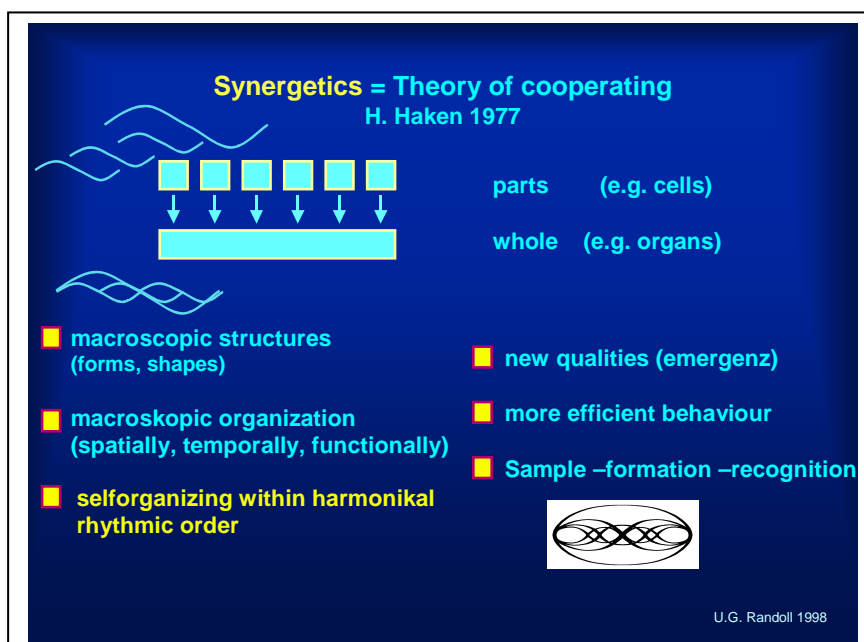 Synergetics = Theory of cooperating
H. Haken 1977
parts (e.g. cells)
whole (e.g. organs)
macroscopic structures
(forms, shapes)
macroskopic organization
(spatially, temporally, functionally)
selforganizing within harmonikal
rhythmic order
new qualities (emergenz)
more efficient behaviour
Sample –formation –recognition
U.G. Randoll 1998